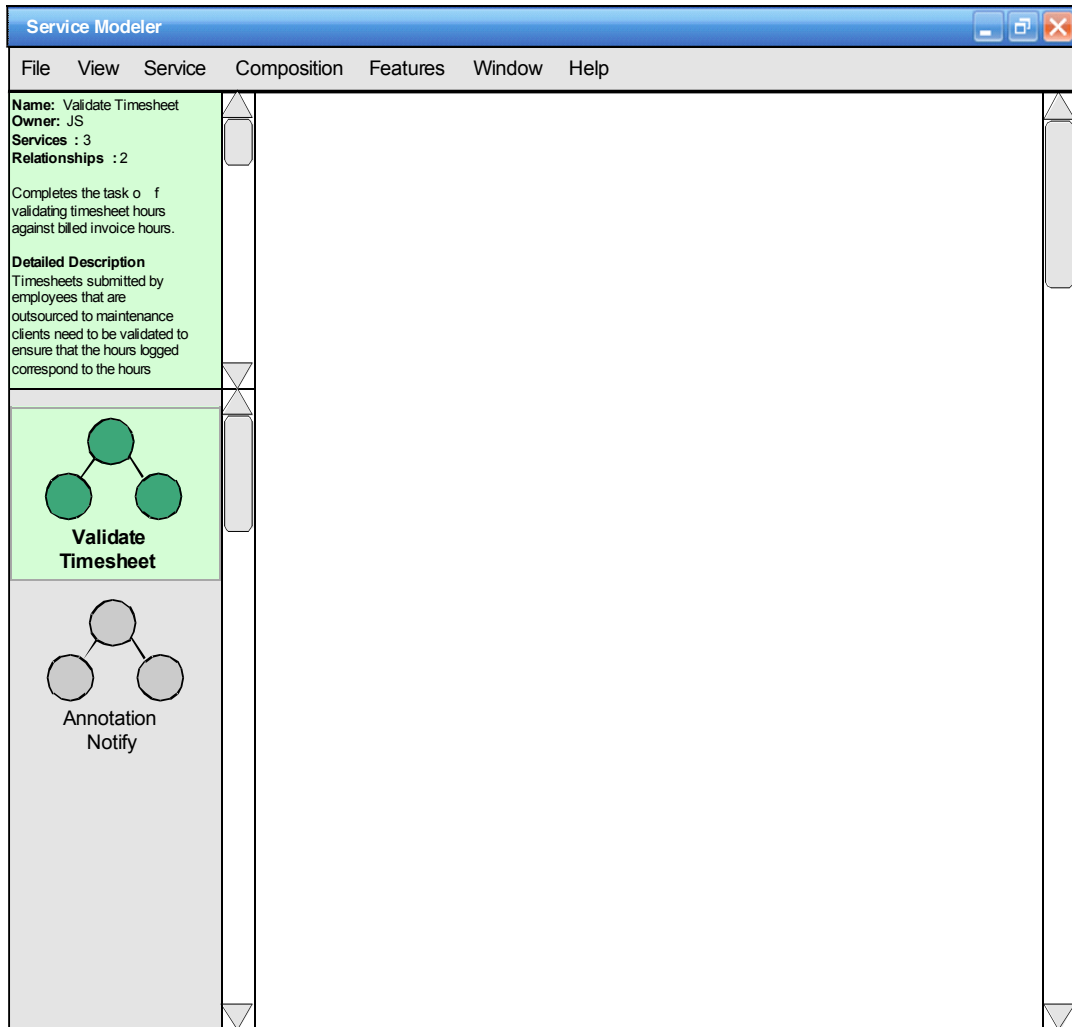 Service Modeler
File View Service Composition Features Window Help
Name: Validate Timesheet
Owner: JS
Services : 3
Relationships : 2
Completes the task o f
validating timesheet hours
against billed invoice hours.
Detailed Description
Timesheets submitted by
employees that are
outsourced to maintenance
clients need to be validated to
ensure that the hours logged
correspond to the hours
Validate
Timesheet
Annotation
Notify